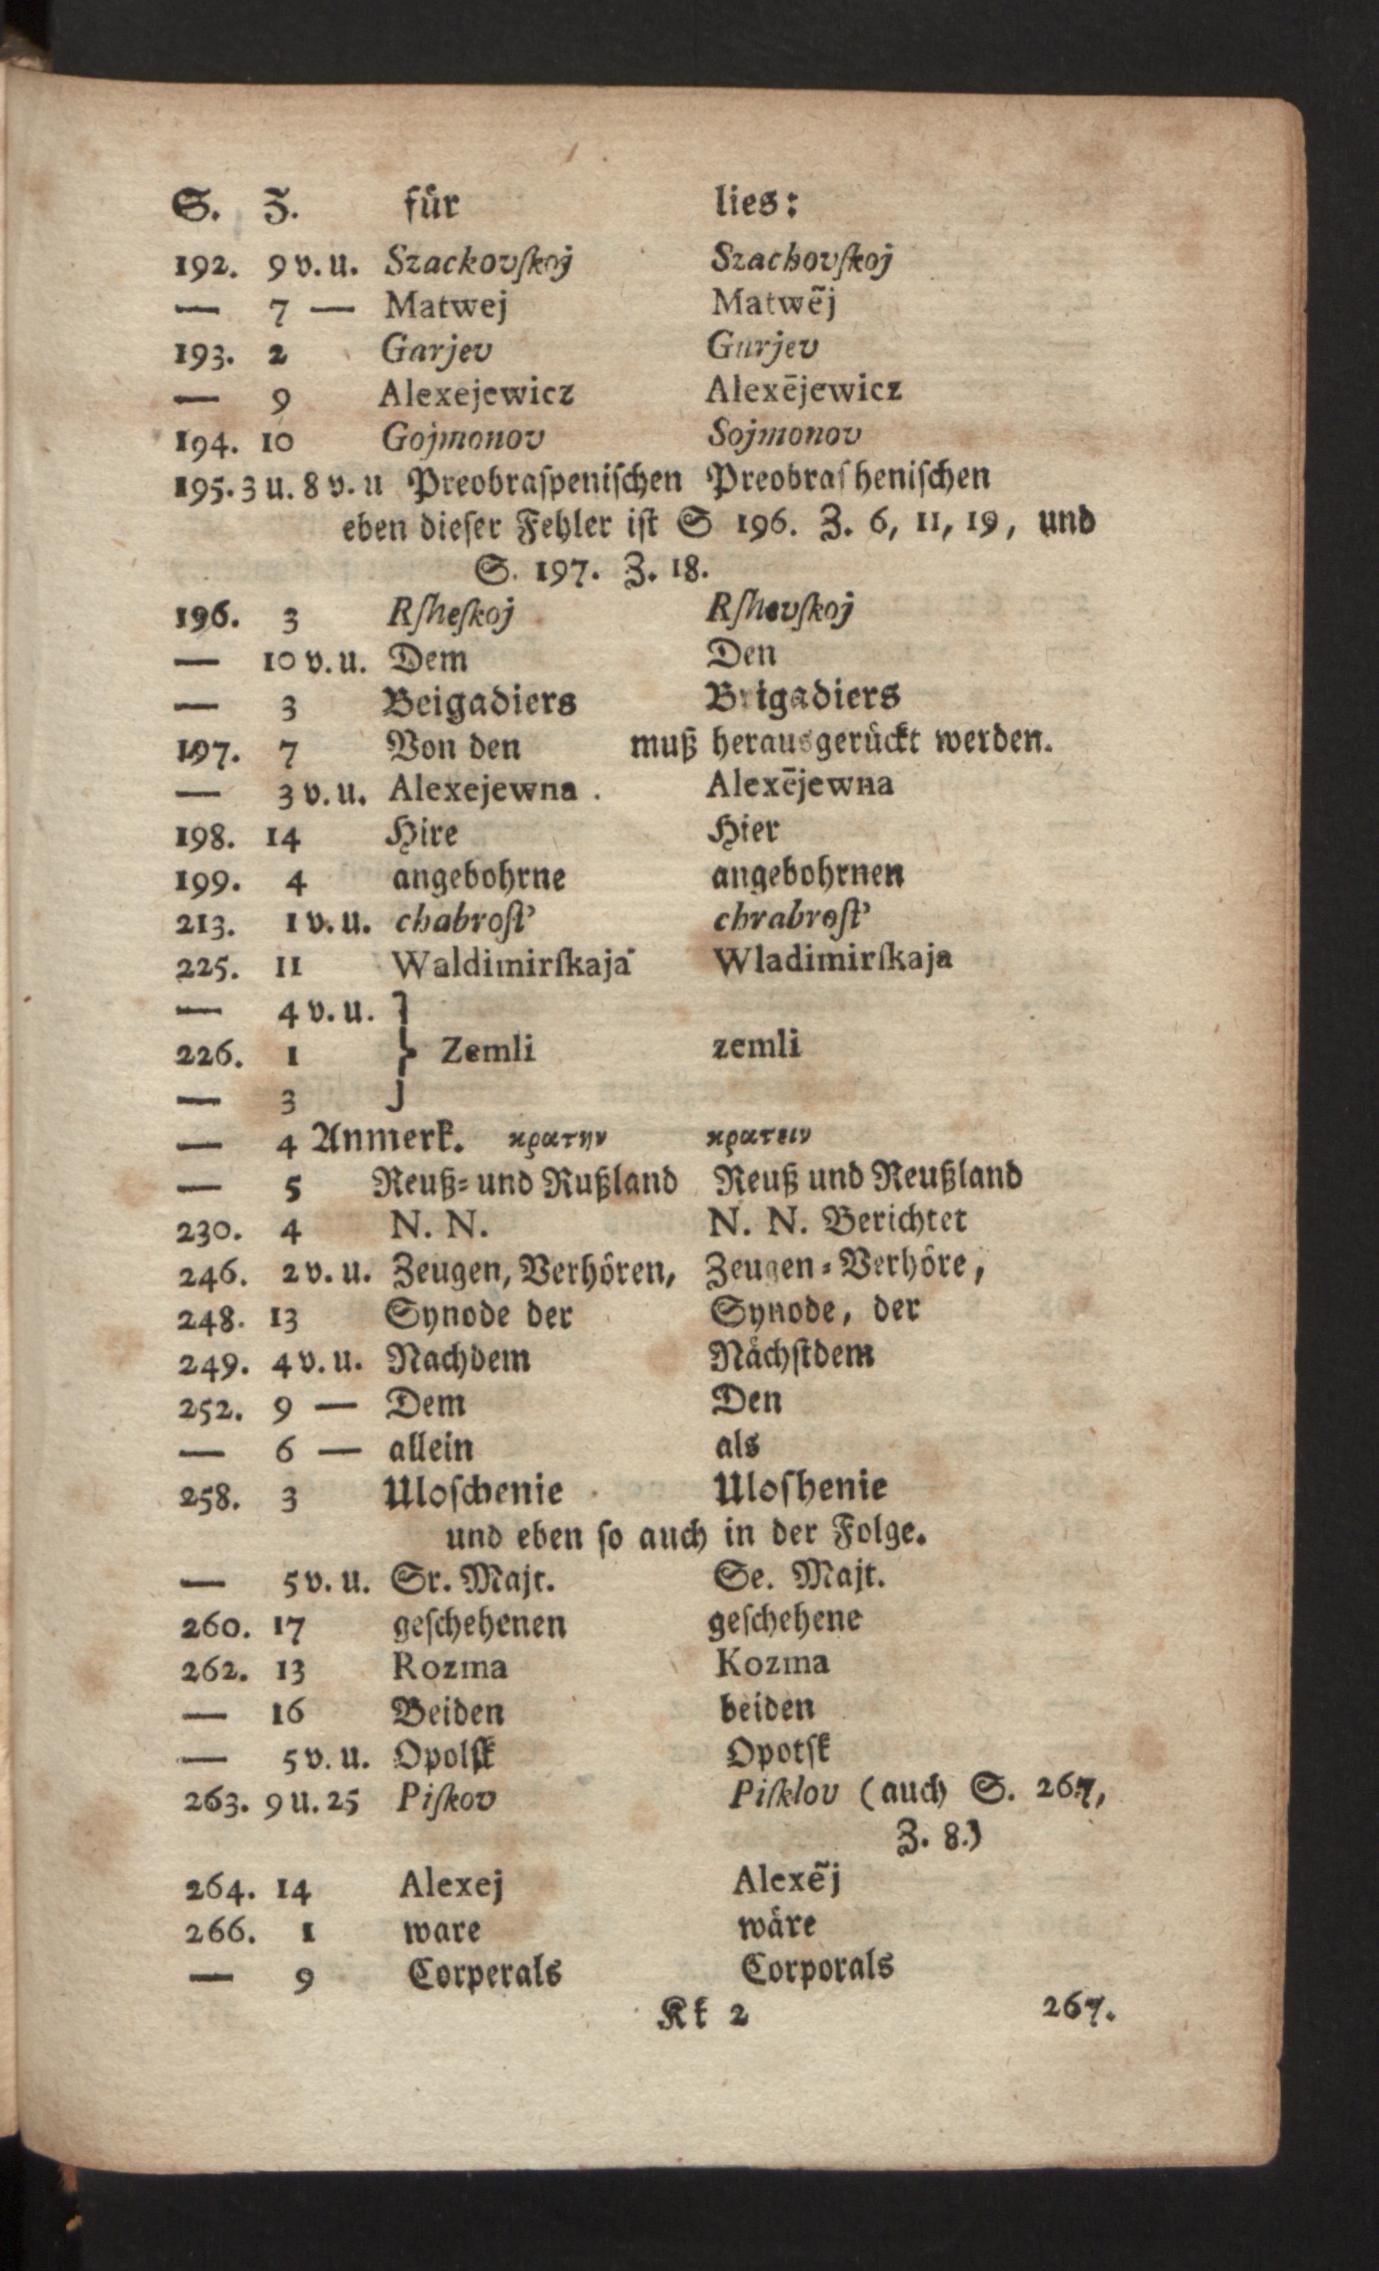 S. Z. für lies:
192. 9 v. u. Szackovſkoj Szachovſkoj
— 7 — Matwej Matwẽj
193. 2 Garjev Gurjev
— 9 Alexejewicz Alexējewicz
194. 10 Gojmonov Sojmonov
195. 3 u. 8 v. u Preobraſpeniſchen Preobraſheniſchen
eben dieſer Fehler iſt S 196. Z. 6, 11, 19, und
S. 197. Z. 18.
196. 3 Rſheſkoj Rſhevſkoj
— 10 v. u. Dem Den
— 3 Beigadiers Brigadiers
197. 7 Von den muß herausgerückt werden.
— 3 v. u. Alexejewna . Alexējewna
198. 14 Hire Hier
199. 4 angebohrne angebohrnen
213. 1 v. u. chabroſt’ chrabroſt’
225. 11 Waldimirſkaja Wladimirſkaja
— 4 v. u. }
226. 1 } Zemli zemli
— 3 }
— 4 Anmerk. κρατην κρατειν
— 5 Reuß- und Rußland Reuß und Reußland
230. 4 N. N. N. N. Berichtet
246. 2 v. u. Zeugen, Verhören, Zeugen-Verhöre,
248. 13 Synode der Synode, der
249. 4 v. u. Nachdem Nächſtdem
252. 9 — Dem Den
— 6 — allein als
258. 3 Uloſchenie Uloſhenie
und eben ſo auch in der Folge.
— 5 v. u. Sr. Majt. Se. Majt.
260. 17 geſchehenen geſchehene
262. 13 Rozma Kozma
— 16 Beiden beiden
— 5 v. u. Opolſk Opotſk
263. 9 u. 25 Piſkov Piſklov (auch S. 267,
Z. 8.)
264. 14 Alexej Alexẽj
266. 1 ware wäre
— 9 Corperals Corporals
Kk 2 267.